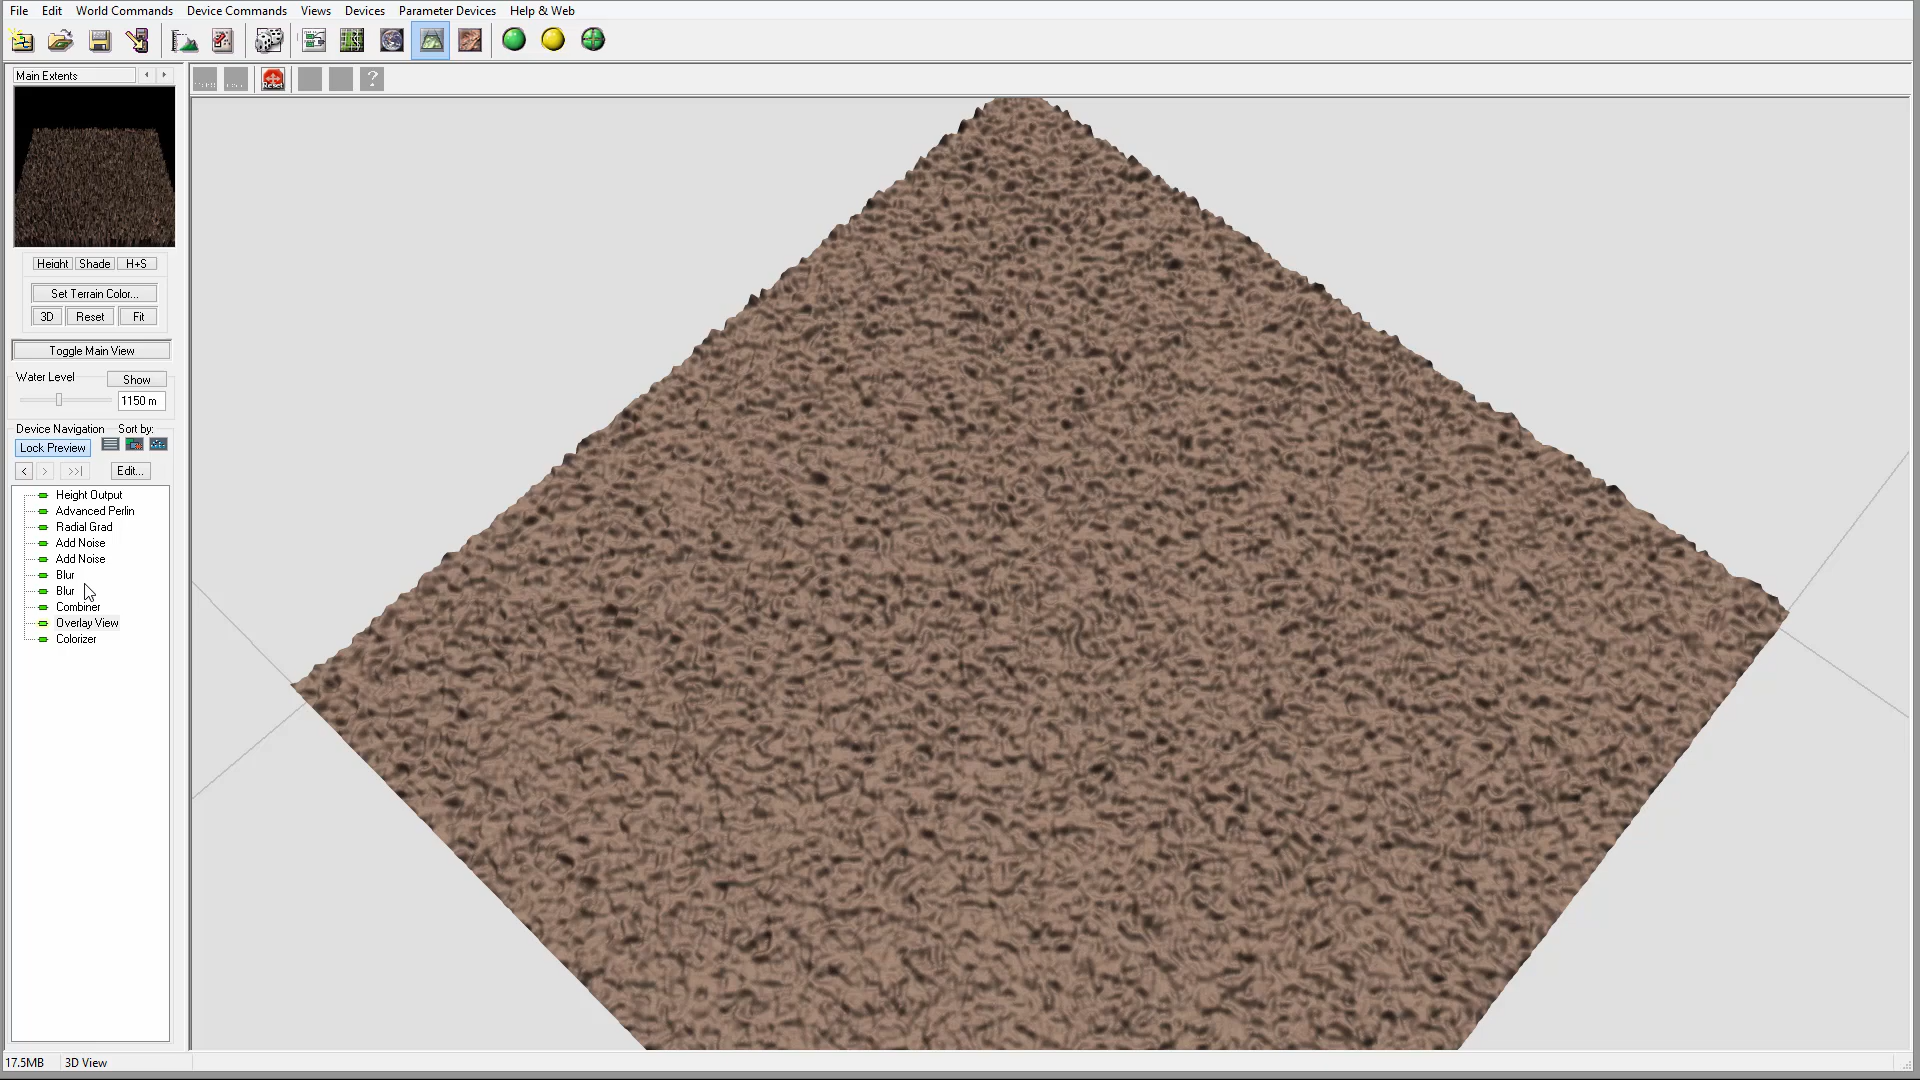 File Edit World Commands Device Commands Views Devices Parameter Devices Help & Web
Main Extents
Reset
?
Height Shade H+S
Set Terrain Color...
3D Reset Fit
Toggle Main View
Water Level Show
1150 m
Device Navigation Sort by:
Lock Preview
< > >>| Edit...
Height Output
Advanced Perlin
Radial Grad
Add Noise
Add Noise
Blur
Blur
Combiner
Overlay View
Colorizer
17.5MB 3D View